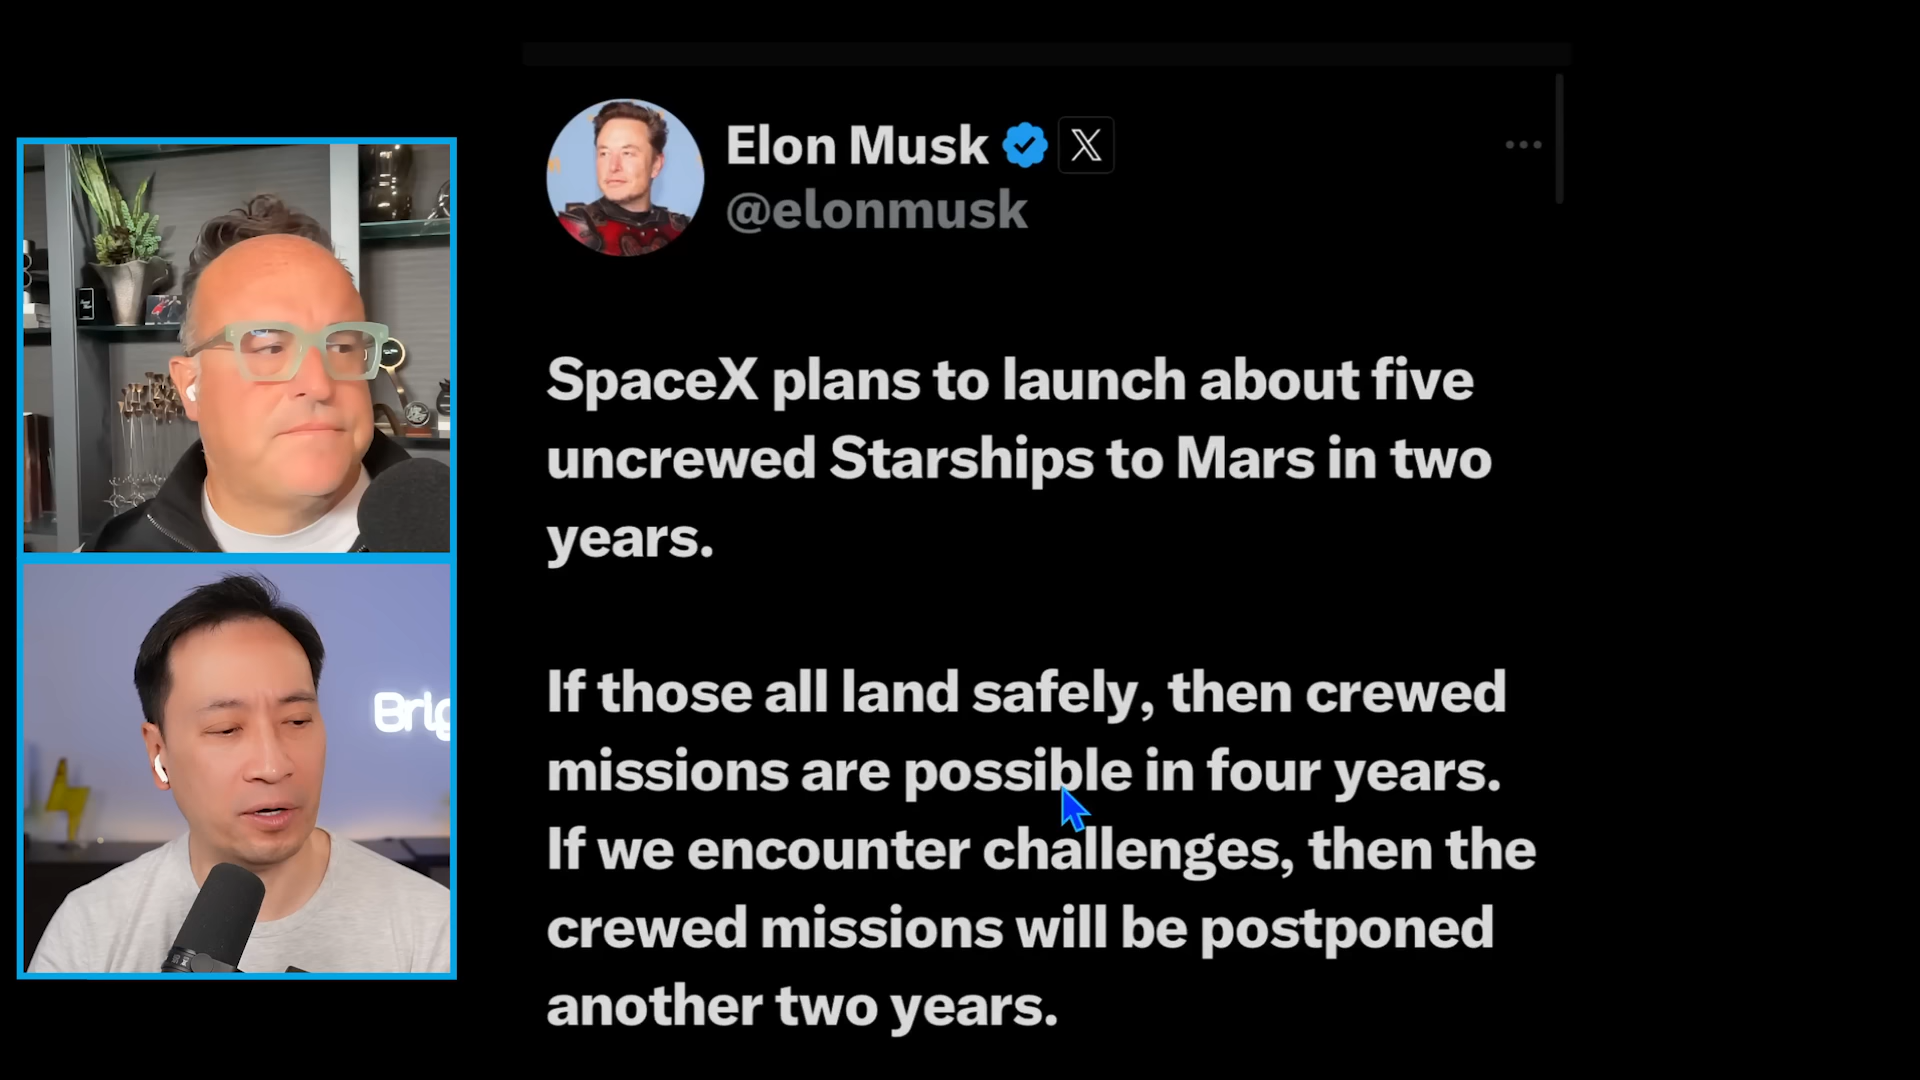 Elon Musk
@elonmusk
SpaceX plans to launch about five
uncrewed Starships to Mars in two
years.
If those all land safely, then crewed
missions are possible in four years.
If we encounter challenges, then the
crewed missions will be postponed
another two years.
Brig